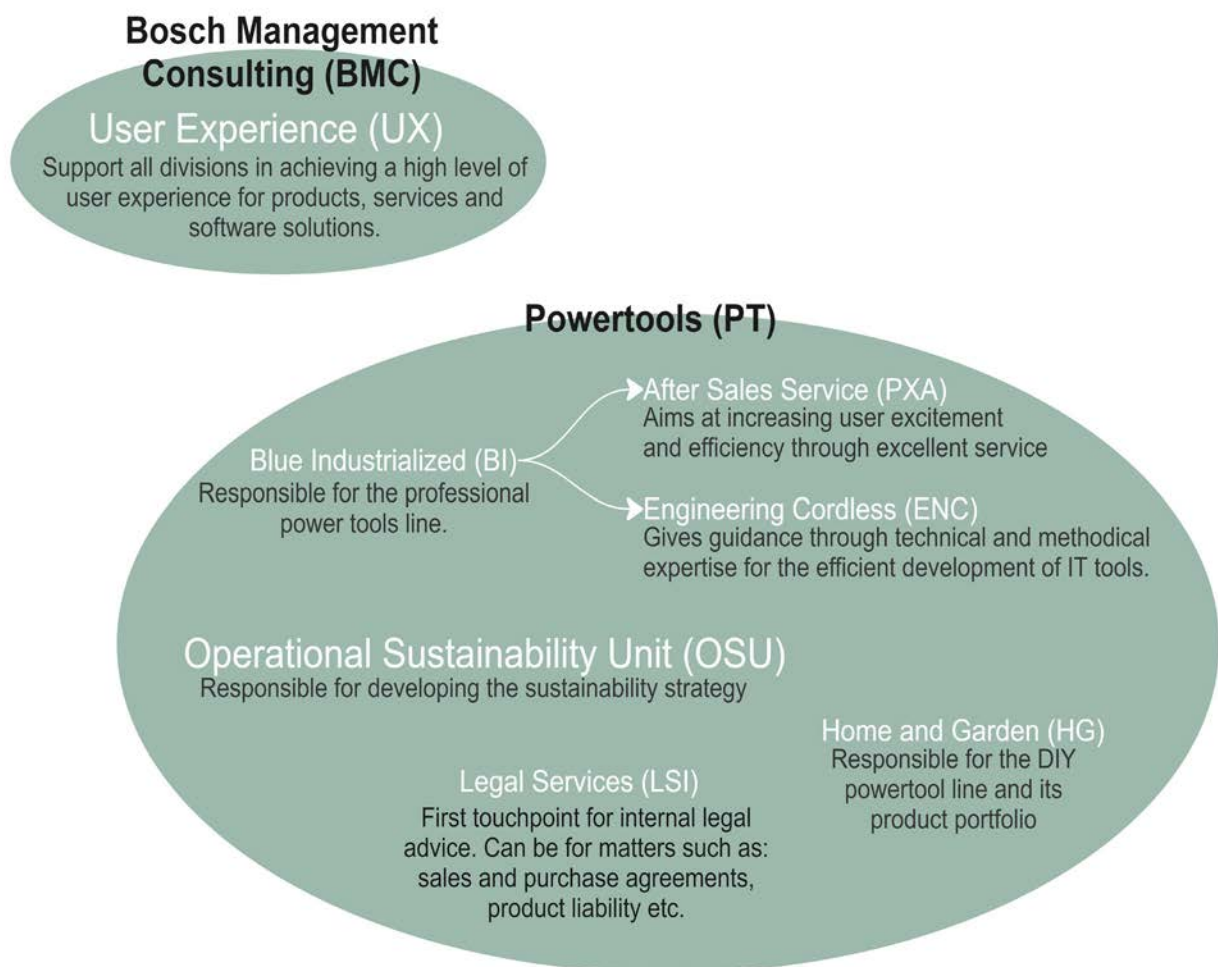 Bosch Management
Consulting (BMC)
User Experience (UX)
Support all divisions in achieving a high level of
user experience for products, services and
software solutions.
Powertools (PT)
After Sales Service (PXA)
Aims at increasing user excitement
and efficiency through excellent service
Blue Industrialized (BI)
Responsible for the professional
power tools line.
Engineering Cordless (ENC)
Gives guidance through technical and methodical
expertise for the efficient development of IT tools.
Operational Sustainability Unit (OSU)
Responsible for developing the sustainability strategy
Home and Garden (HG)
Responsible for the DIY
powertool line and its
product portfolio
Legal Services (LSI)
First touchpoint for internal legal
advice. Can be for matters such as:
sales and purchase agreements,
product liability etc.